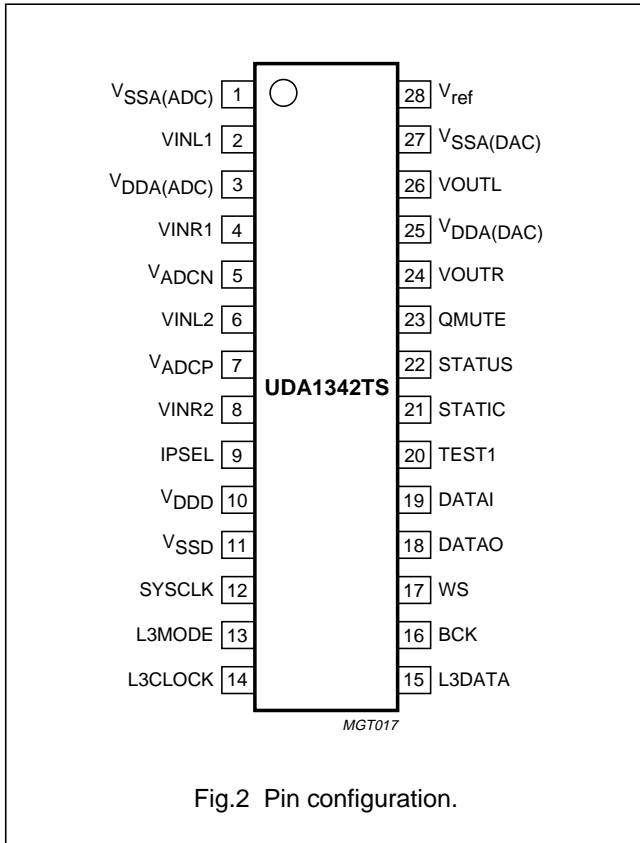 VSSA(ADC) 1 28 Vref
VINL1 2 27 VSSA(DAC)
VDDA(ADC) 3 26 VOUTL
VINR1 4 25 VDDA(DAC)
VADCN 5 24 VOUTR
VINL2 6 23 QMUTE
VADCP 7 22 STATUS
UDA1342TS
VINR2 8 21 STATIC
IPSEL 9 20 TEST1
VDDD 10 19 DATAI
VSSD 11 18 DATAO
SYSCLK 12 17 WS
L3MODE 13 16 BCK
L3CLOCK 14 15 L3DATA
MGT017
Fig.2 Pin configuration.